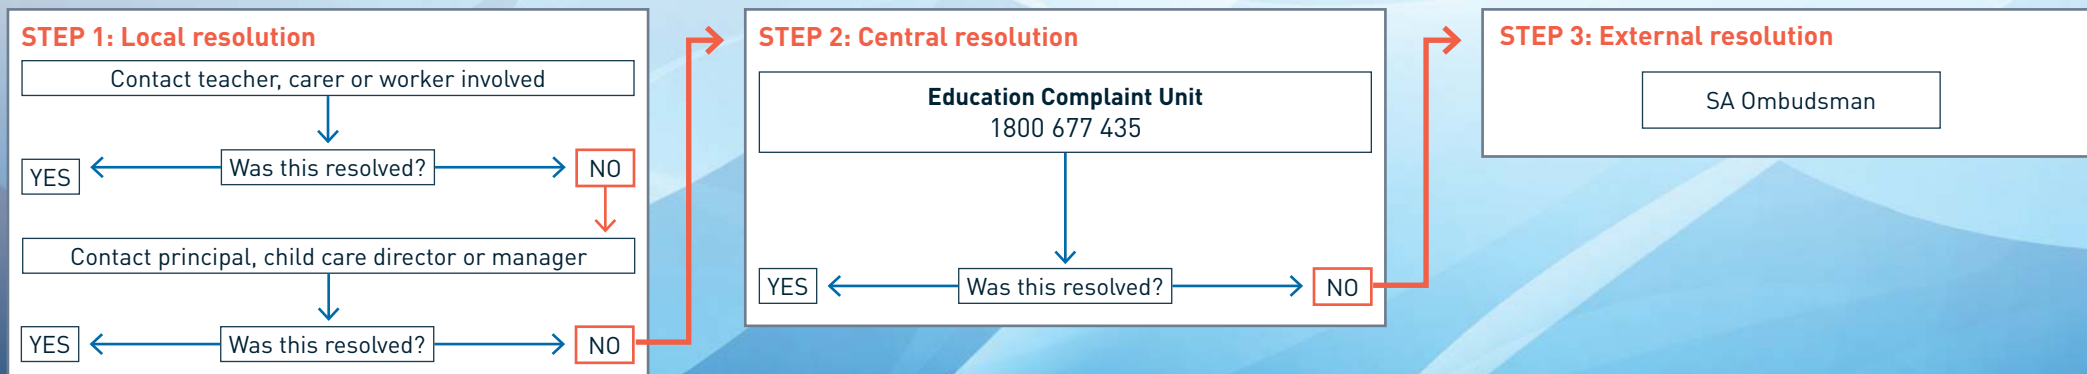 STEP 1: Local resolution
Contact teacher, carer or worker involved
Was this resolved?
YES
NO
Contact principal, child care director or manager
Was this resolved?
YES
NO
STEP 2: Central resolution
Education Complaint Unit
1800 677 435
Was this resolved?
YES
NO
STEP 3: External resolution
SA Ombudsman